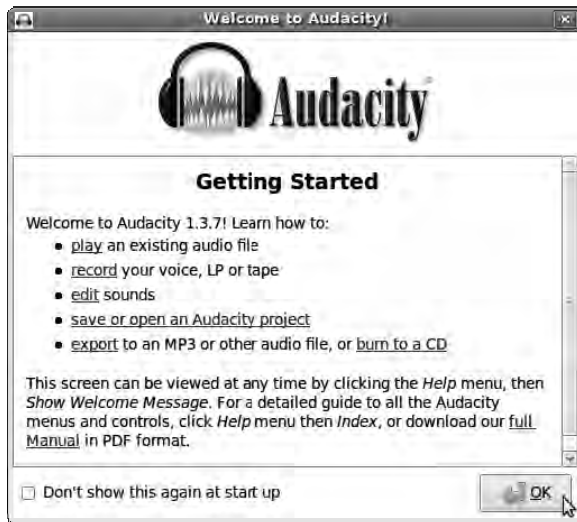 Welcome to Audacity!
Audacity
Getting Started
Welcome to Audacity 1.3.7! Learn how to:
• play an existing audio file
• record your voice, LP or tape
• edit sounds
• save or open an Audacity project
• export to an MP3 or other audio file, or burn to a CD
This screen can be viewed at any time by clicking the Help menu, then
Show Welcome Message. For a detailed guide to all the Audacity
menus and controls, click Help menu then Index, or download our full
Manual in PDF format.
Don't show this again at start up
OK